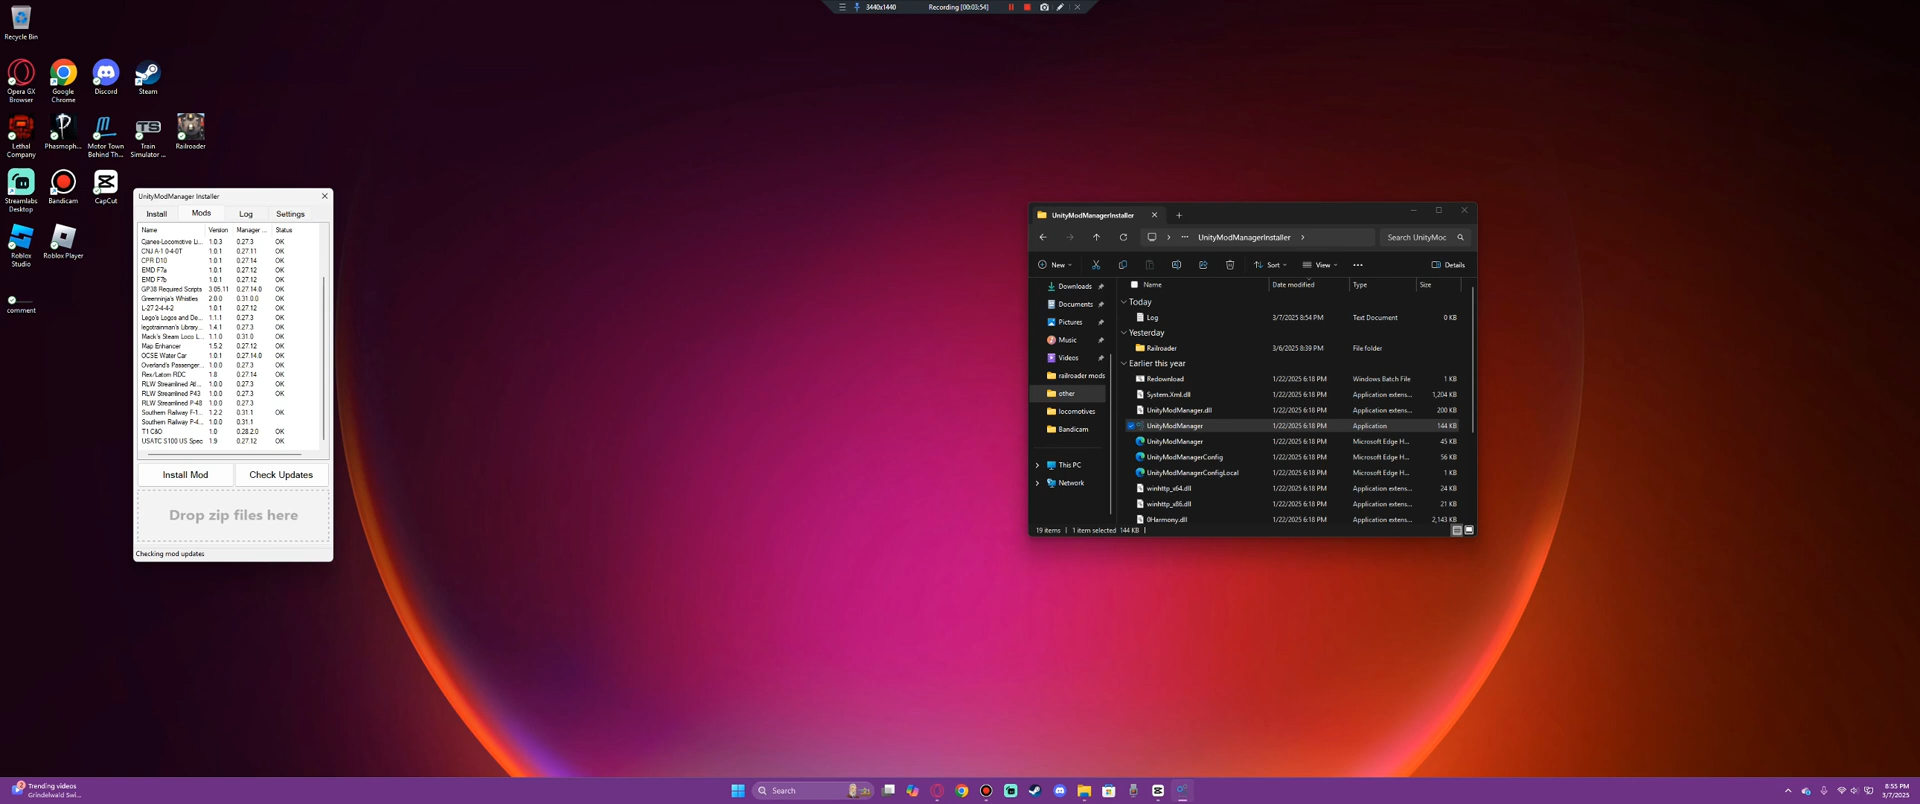 3440x1440
Recording [00:03:54]
Recycle Bin
Opera GX Browser
Google Chrome
Discord
Steam
Lethal Company
Phasmoph...
Motor Town Behind Th...
Train Simulator ...
Railroader
Streamlabs Desktop
Bandicam
CapCut
Roblox Studio
Roblox Player
comment
UnityModManager Installer
Install Mods Log Settings
Name Version Manager ... Status
Cjanes-Locomotive Li... 1.0.3 0.27.3 OK
CNJ A-1 0-4-0T 1.0.1 0.27.11 OK
CPR D10 1.0.1 0.27.14 OK
EMD F7a 1.0.1 0.27.12 OK
EMD F7b 1.0.1 0.27.12 OK
GP38 Required Scripts 3.05.11 0.27.14.0 OK
Greenninja's Whistles 2.0.0 0.31.0.0 OK
L-27 2-4-4-2 1.0.1 0.27.12 OK
Lego's Logos and De... 1.1.1 0.27.3 OK
legotrainman's Library... 1.4.1 0.27.3 OK
Mack's Steam Loco L... 1.1.0 0.31.0 OK
Map Enhancer 1.5.2 0.27.12 OK
OCSE Water Car 1.0.1 0.27.14.0 OK
Overland's Passenger... 1.0.0 0.27.3 OK
Rex/Latom RDC 1.8 0.27.14 OK
RLW Streamlined Atl... 1.0.0 0.27.3 OK
RLW Streamlined P43 1.0.0 0.27.3 OK
RLW Streamlined P-48 1.0.0 0.27.3
Southern Railway F-1... 1.2.2 0.31.1 OK
Southern Railway P-4... 1.0.0 0.31.1
T1 C&O 1.0 0.28.2.0 OK
USATC S100 US Spec 1.9 0.27.12 OK
Install Mod Check Updates
Drop zip files here
Checking mod updates
UnityModManagerInstaller
UnityModManagerInstaller
Search UnityMoc
New Sort View Details
Downloads
Documents
Pictures
Music
Videos
railroader mods
other
locomotives
Bandicam
This PC
Network
Name Date modified Type Size
Today
Log 3/7/2025 8:54 PM Text Document 0 KB
Yesterday
Railroader 3/6/2025 8:39 PM File folder
Earlier this year
Redownload 1/22/2025 6:18 PM Windows Batch File 1 KB
System.Xml.dll 1/22/2025 6:18 PM Application extens... 1,204 KB
UnityModManager.dll 1/22/2025 6:18 PM Application extens... 200 KB
UnityModManager 1/22/2025 6:18 PM Application 144 KB
UnityModManager 1/22/2025 6:18 PM Microsoft Edge H... 45 KB
UnityModManagerConfig 1/22/2025 6:18 PM Microsoft Edge H... 56 KB
UnityModManagerConfigLocal 1/22/2025 6:18 PM Microsoft Edge H... 1 KB
winhttp_x64.dll 1/22/2025 6:18 PM Application extens... 24 KB
winhttp_x86.dll 1/22/2025 6:18 PM Application extens... 21 KB
0Harmony.dll 1/22/2025 6:18 PM Application extens... 2,143 KB
19 items 1 item selected 144 KB
Trending videos
Grindelwald Swi...
Search
8:55 PM
3/7/2025